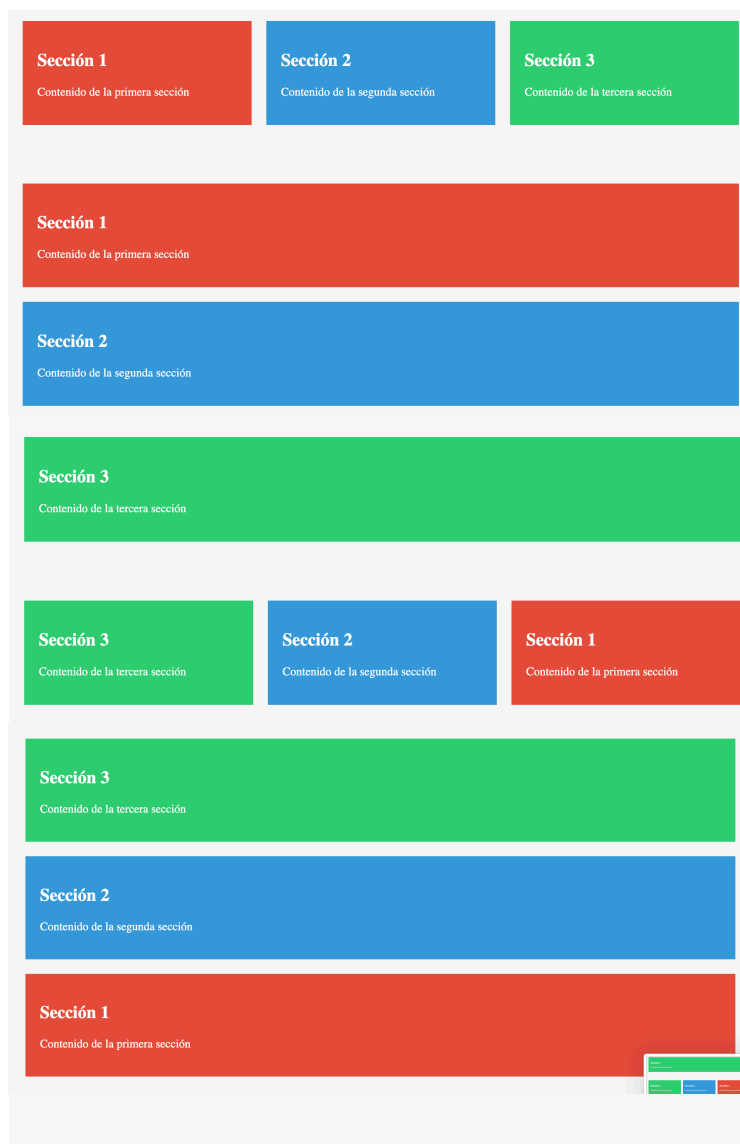 Sección 1
Contenido de la primera sección
Sección 2
Contenido de la segunda sección
Sección 3
Contenido de la tercera sección
Sección 1
Contenido de la primera sección
Sección 2
Contenido de la segunda sección
Sección 3
Contenido de la tercera sección
Sección 3
Contenido de la tercera sección
Sección 2
Contenido de la segunda sección
Sección 1
Contenido de la primera sección
Sección 3
Contenido de la tercera sección
Sección 2
Contenido de la segunda sección
Sección 1
Contenido de la primera sección